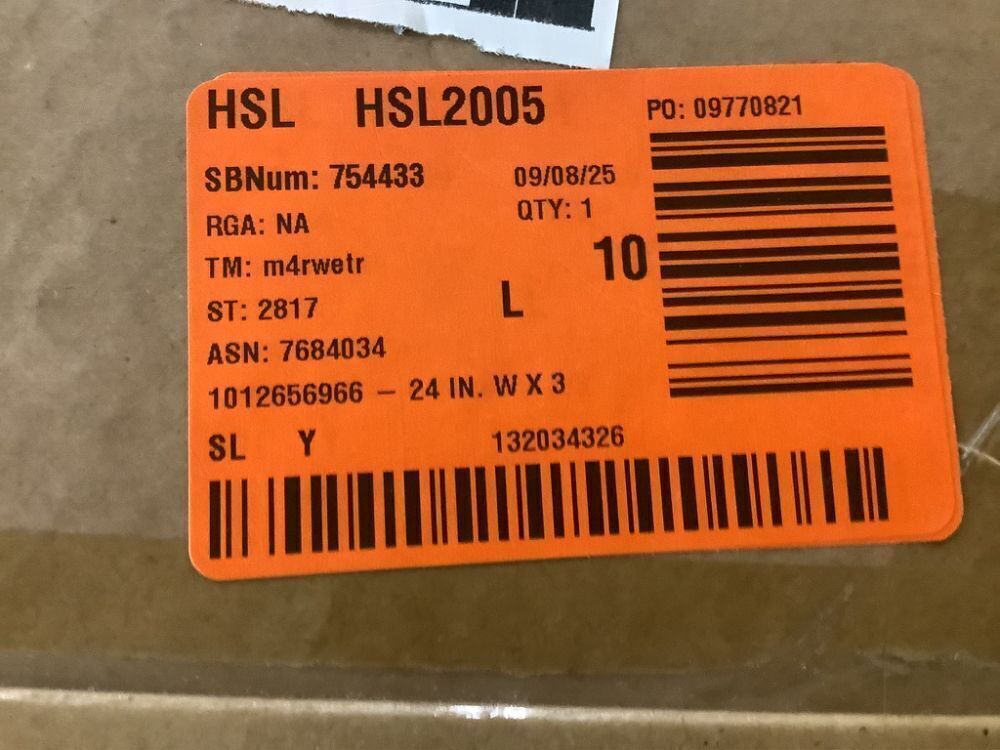 HSL HSL2005 PO: 09770821
SBNum: 754433 09/08/25
RGA: NA QTY: 1
TM: m4rwetr 10
ST: 2817 L
ASN: 7684034
1012656966 – 24 IN. W X 3
SL Y 132034326